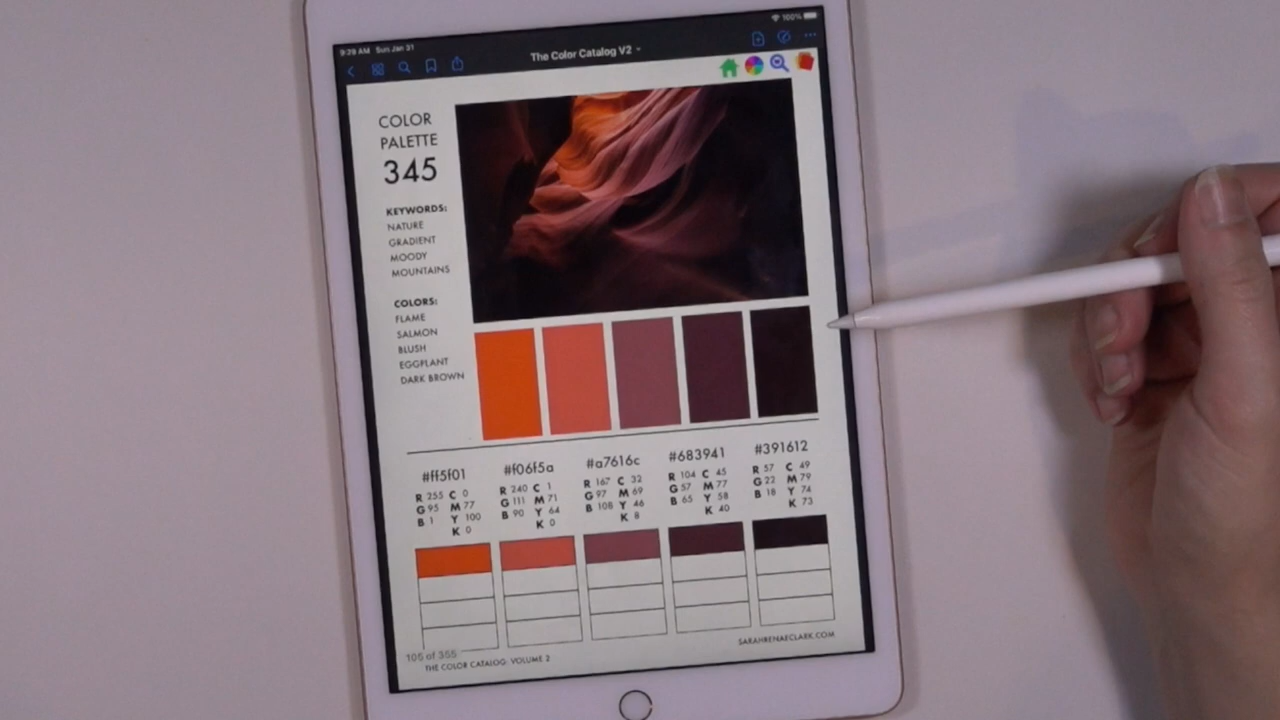 9:29 AM Sun Jan 31
100%
The Color Catalog V2
COLOR
PALETTE
345
KEYWORDS:
NATURE
GRADIENT
MOODY
MOUNTAINS
COLORS:
FLAME
SALMON
BLUSH
EGGPLANT
DARK BROWN
#ff5f01
R 255 C 0
G 95 M 77
B 1 Y 100
K 0
#f06f5a
R 240 C 1
G 111 M 71
B 90 Y 64
K 0
#a7616c
R 167 C 32
G 97 M 69
B 108 Y 46
K 8
#683941
R 104 C 45
G 57 M 77
B 65 Y 58
K 40
#391612
R 57 C 49
G 22 M 79
B 18 Y 74
K 73
105 of 355
THE COLOR CATALOG: VOLUME 2
SARAHRENAECLARK.COM